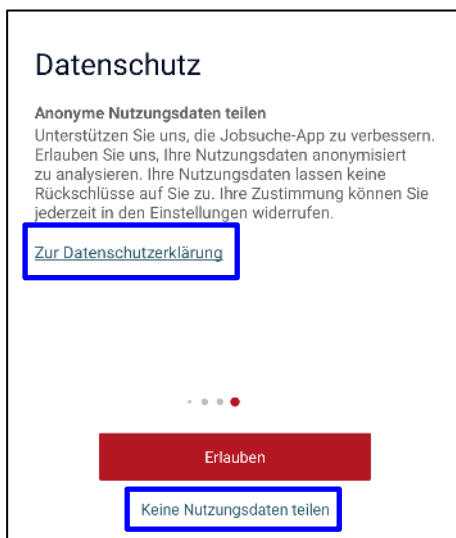 Datenschutz
Anonyme Nutzungsdaten teilen
Unterstützen Sie uns, die Jobsuche-App zu verbessern.
Erlauben Sie uns, Ihre Nutzungsdaten anonymisiert
zu analysieren. Ihre Nutzungsdaten lassen keine
Rückschlüsse auf Sie zu. Ihre Zustimmung können Sie
jederzeit in den Einstellungen widerrufen.
Zur Datenschutzerklärung
Erlauben
Keine Nutzungsdaten teilen